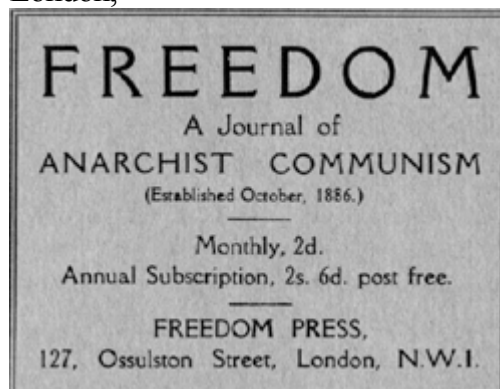 London,
FREEDOM
A Journal of
ANARCHIST COMMUNISM
(Established October, 1886.)
Monthly, 2d.
Annual Subscription, 2s. 6d. post free.
FREEDOM PRESS,
127, Ossulston Street, London, N.W.1.